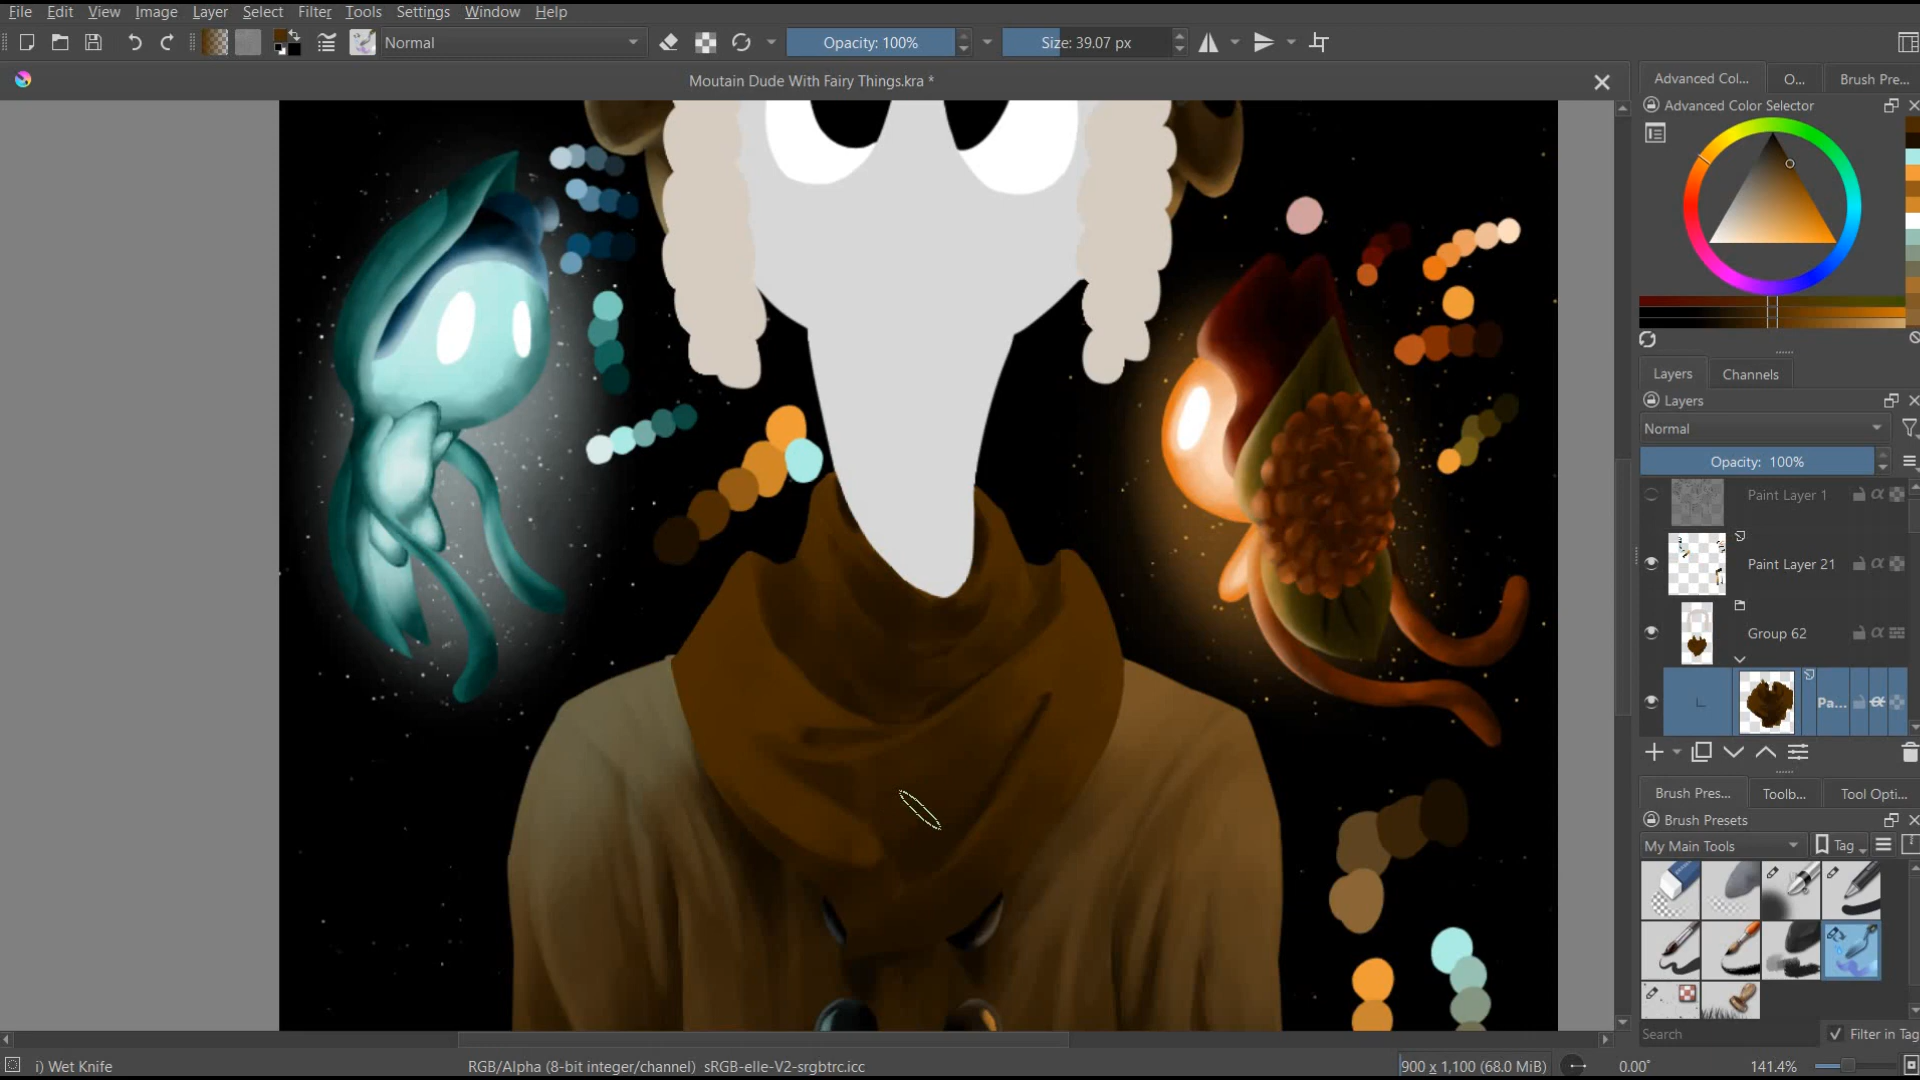 File Edit View Image Layer Select Filter Tools Settings Window Help
Normal Opacity: 100% Size: 39.07 px
Moutain Dude With Fairy Things.kra *
Advanced Col... O... Brush Pre...
Advanced Color Selector
Layers Channels
Layers
Normal
Opacity: 100%
Paint Layer 1
Paint Layer 21
Group 62
Pa...
Brush Pres... Toolb... Tool Opti...
Brush Presets
My Main Tools Tag
Search Filter in Tag
i) Wet Knife RGB/Alpha (8-bit integer/channel) sRGB-elle-V2-srgbtrc.icc 900 x 1,100 (68.0 MiB) 0.00° 141.4%